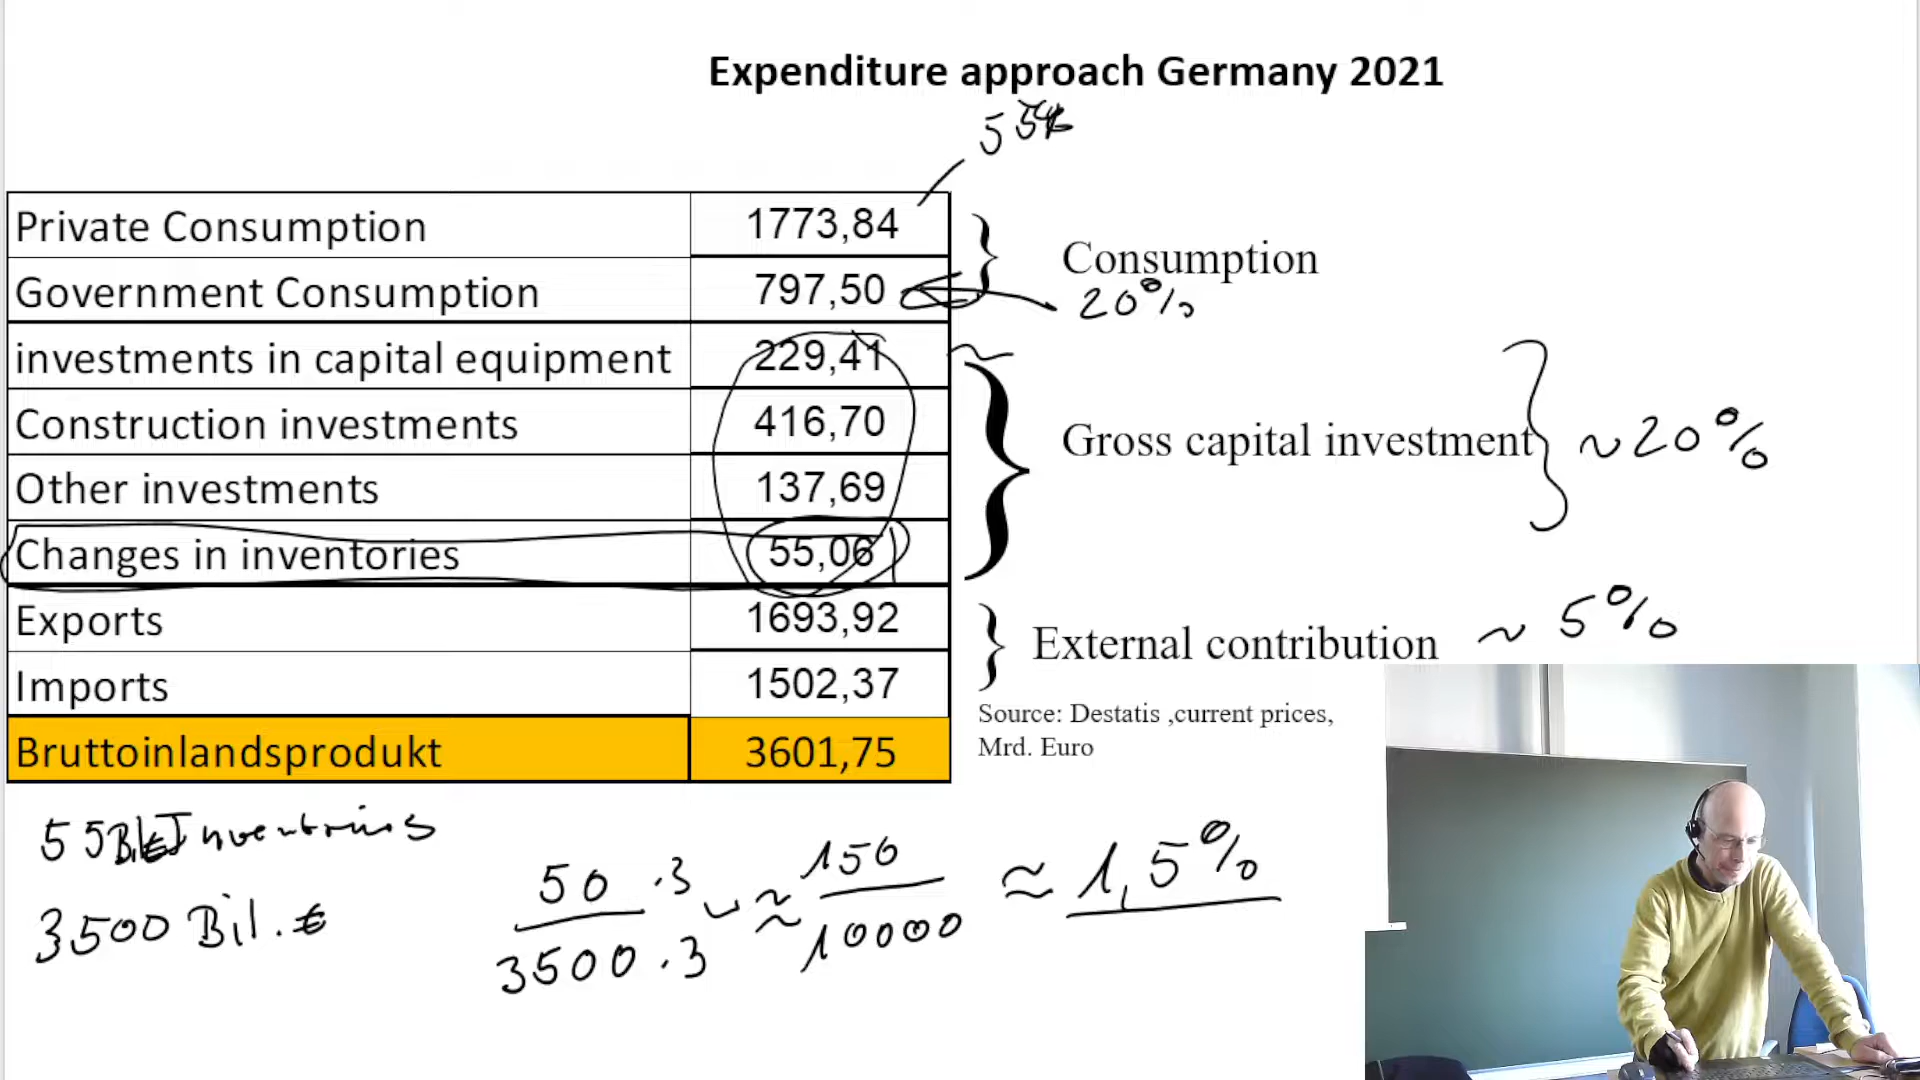 Expenditure approach Germany 2021
Private Consumption 1773,84
Government Consumption 797,50
Consumption
20%
investments in capital equipment 229,41
Construction investments 416,70
Gross capital investment ~20%
Other investments 137,69
Changes in inventories 55,06
Exports 1693,92
External contribution ~ 5%
Imports 1502,37
Source: Destatis ,current prices,
Mrd. Euro
Bruttoinlandsprodukt 3601,75
55 Inventories
3500 Bil. €
50 .3
3500 .3
≈ 150
10000
≈ 1,5%